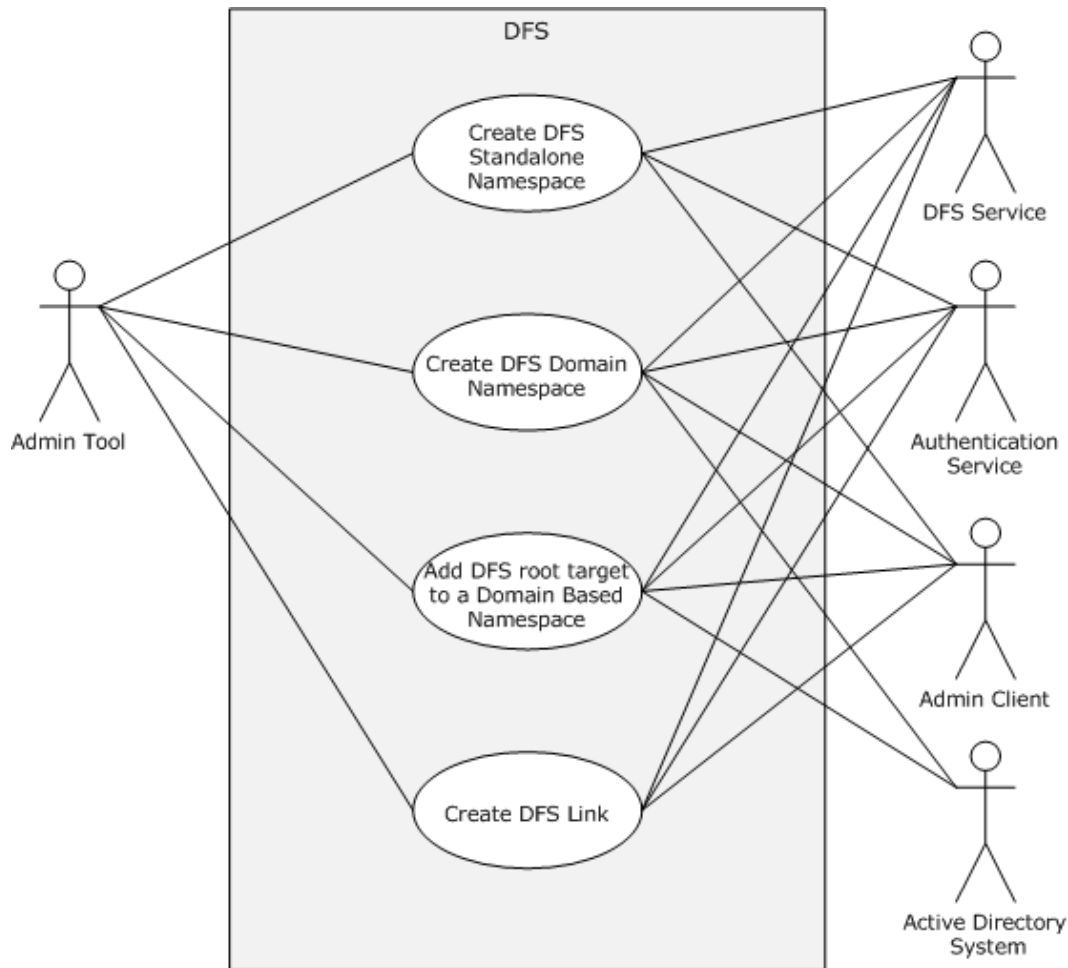 DFS
Create DFS
Standalone
Namespace
DFS Service
Admin Tool
Create DFS Domain
Namespace
Authentication
Service
Add DFS root target
to a Domain Based
Namespace
Admin Client
Create DFS Link
Active Directory
System